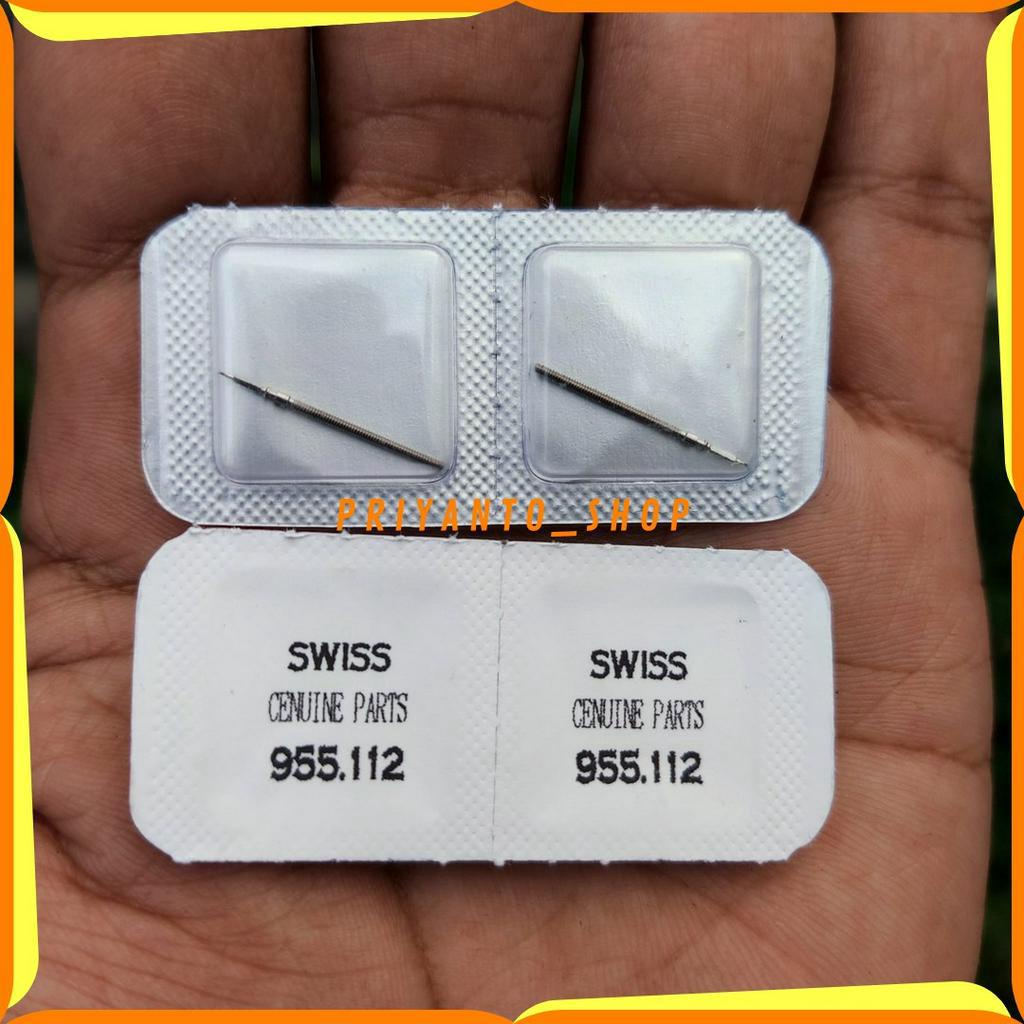 PRIYANTO_SHOP
SWISS
CENUINE PARTS
955.112
SWISS
CENUINE PARTS
955.112